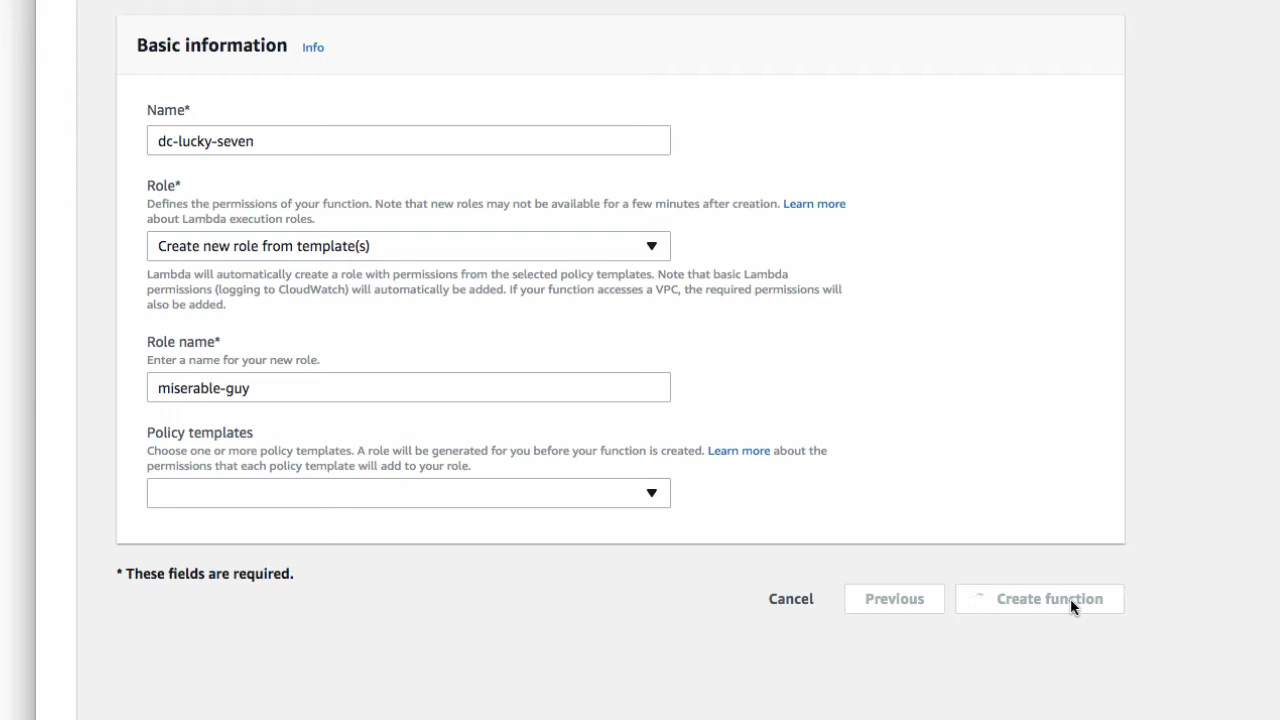 Basic information Info
Name*
dc-lucky-seven
Role*
Defines the permissions of your function. Note that new roles may not be available for a few minutes after creation. Learn more
about Lambda execution roles.
Create new role from template(s)
Lambda will automatically create a role with permissions from the selected policy templates. Note that basic Lambda
permissions (logging to CloudWatch) will automatically be added. If your function accesses a VPC, the required permissions will
also be added.
Role name*
Enter a name for your new role.
miserable-guy
Policy templates
Choose one or more policy templates. A role will be generated for you before your function is created. Learn more about the
permissions that each policy template will add to your role.
* These fields are required.
Cancel Previous Create function